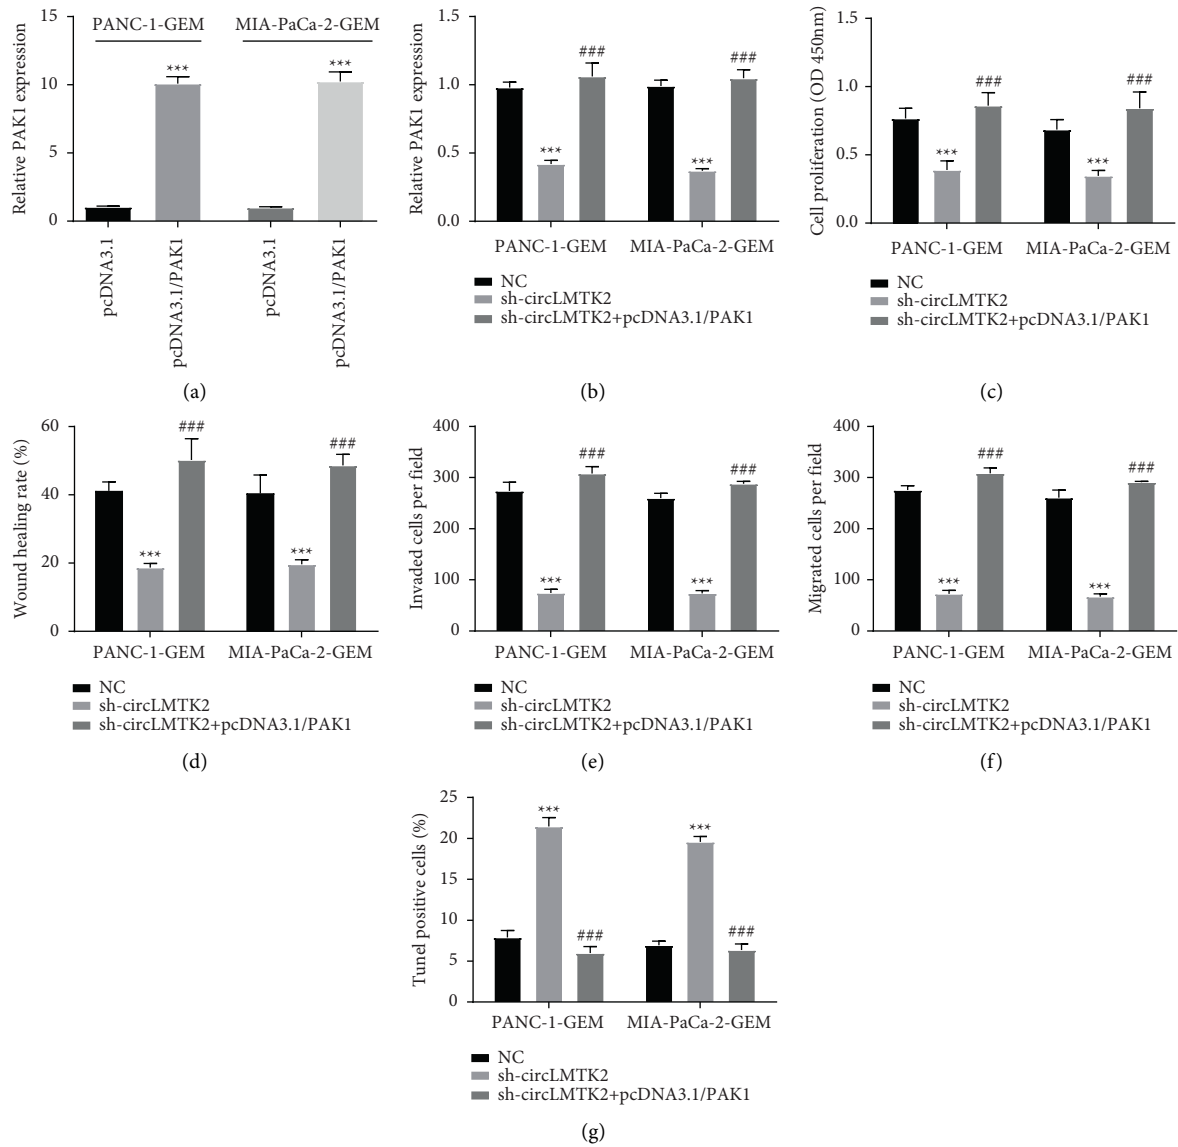 PANC-1-GEM MIA-PaCa-2-GEM
Relative PAK1 expression
15
10
5
0
***
***
pcDNA3.1
pcDNA3.1/PAK1
pcDNA3.1
pcDNA3.1/PAK1
(a)
Relative PAK1 expression
1.5
1.0
0.5
0.0
***
###
***
###
PANC-1-GEM MIA-PaCa-2-GEM
NC
sh-circLMTK2
sh-circLMTK2+pcDNA3.1/PAK1
(b)
Cell proliferation (OD 450nm)
1.5
1.0
0.5
0.0
***
###
***
###
PANC-1-GEM MIA-PaCa-2-GEM
NC
sh-circLMTK2
sh-circLMTK2+pcDNA3.1/PAK1
(c)
Wound healing rate (%)
60
40
20
0
***
###
***
###
PANC-1-GEM MIA-PaCa-2-GEM
NC
sh-circLMTK2
sh-circLMTK2+pcDNA3.1/PAK1
(d)
Invaded cells per field
400
300
200
100
0
***
###
***
###
PANC-1-GEM MIA-PaCa-2-GEM
NC
sh-circLMTK2
sh-circLMTK2+pcDNA3.1/PAK1
(e)
Migrated cells per field
400
300
200
100
0
***
###
***
###
PANC-1-GEM MIA-PaCa-2-GEM
NC
sh-circLMTK2
sh-circLMTK2+pcDNA3.1/PAK1
(f)
Tunel positive cells (%)
25
20
15
10
5
0
***
###
***
###
PANC-1-GEM MIA-PaCa-2-GEM
NC
sh-circLMTK2
sh-circLMTK2+pcDNA3.1/PAK1
(g)